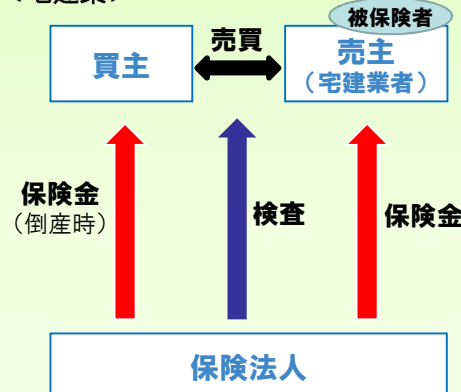 ＜宅建業＞
被保険者
買主
売買
売主
（宅建業者）
保険金
（倒産時）
検査
保険金
保険法人